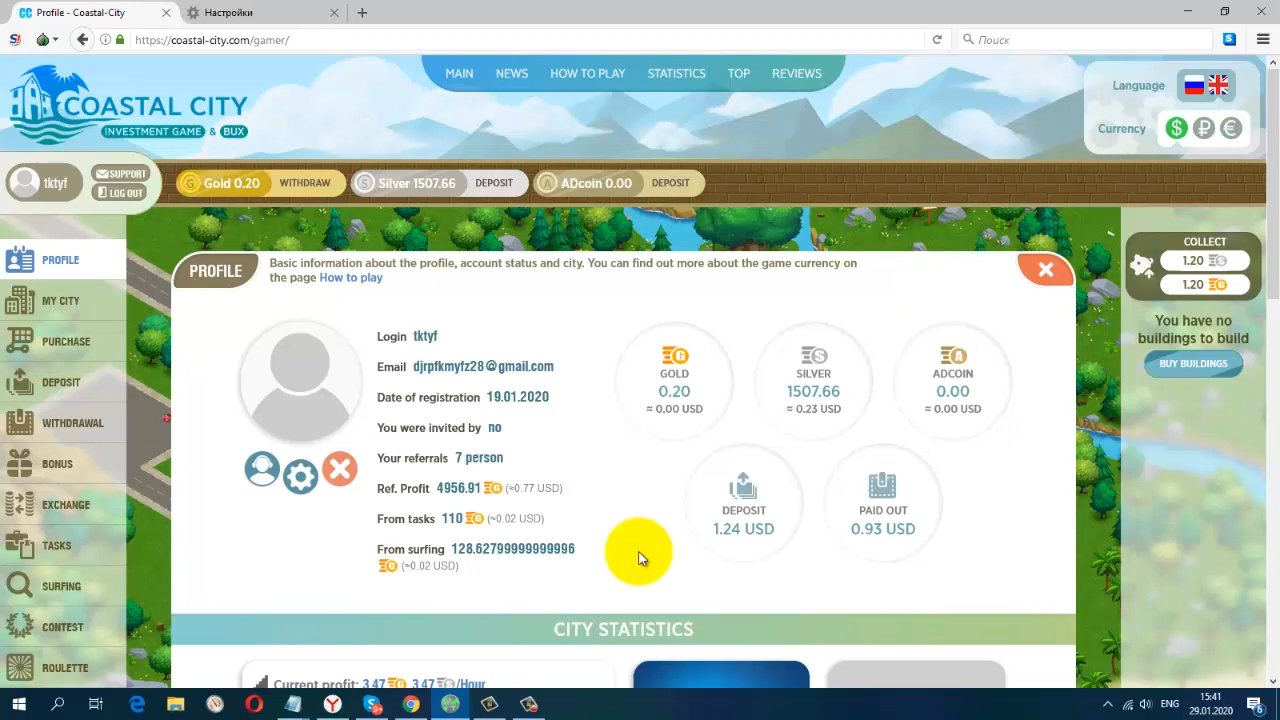 Профиль - Coastal-City
Настройки
https://coastal-city.com/gamer/
Поиск
COASTAL CITY
INVESTMENT GAME & BUX
MAIN NEWS HOW TO PLAY STATISTICS TOP REVIEWS
Language
Currency $ ₽ €
tktyf
SUPPORT
LOG OUT
G Gold 0.20 WITHDRAW
S Silver 1507.66 DEPOSIT
A ADcoin 0.00 DEPOSIT
PROFILE
MY CITY
PURCHASE
DEPOSIT
WITHDRAWAL
BONUS
EXCHANGE
TASKS
SURFING
CONTEST
ROULETTE
PROFILE
Basic information about the profile, account status and city. You can find out more about the game currency on
the page How to play
Login tktyf
Email djrpfkmyfz28@gmail.com
Date of registration 19.01.2020
You were invited by no
Your referrals 7 person
Ref. Profit 4956.91 G (≈0.77 USD)
From tasks 110 G (≈0.02 USD)
From surfing 128.62799999999996
G (≈0.02 USD)
G
GOLD
0.20
≈ 0.00 USD
S
SILVER
1507.66
≈ 0.23 USD
A
ADCOIN
0.00
≈ 0.00 USD
DEPOSIT
1.24 USD
PAID OUT
0.93 USD
CITY STATISTICS
Current profit: 3.47 G 3.47 S/Hour
COLLECT
1.20 S
1.20 G
You have no
buildings to build
BUY BUILDINGS
ENG
15:41
29.01.2020